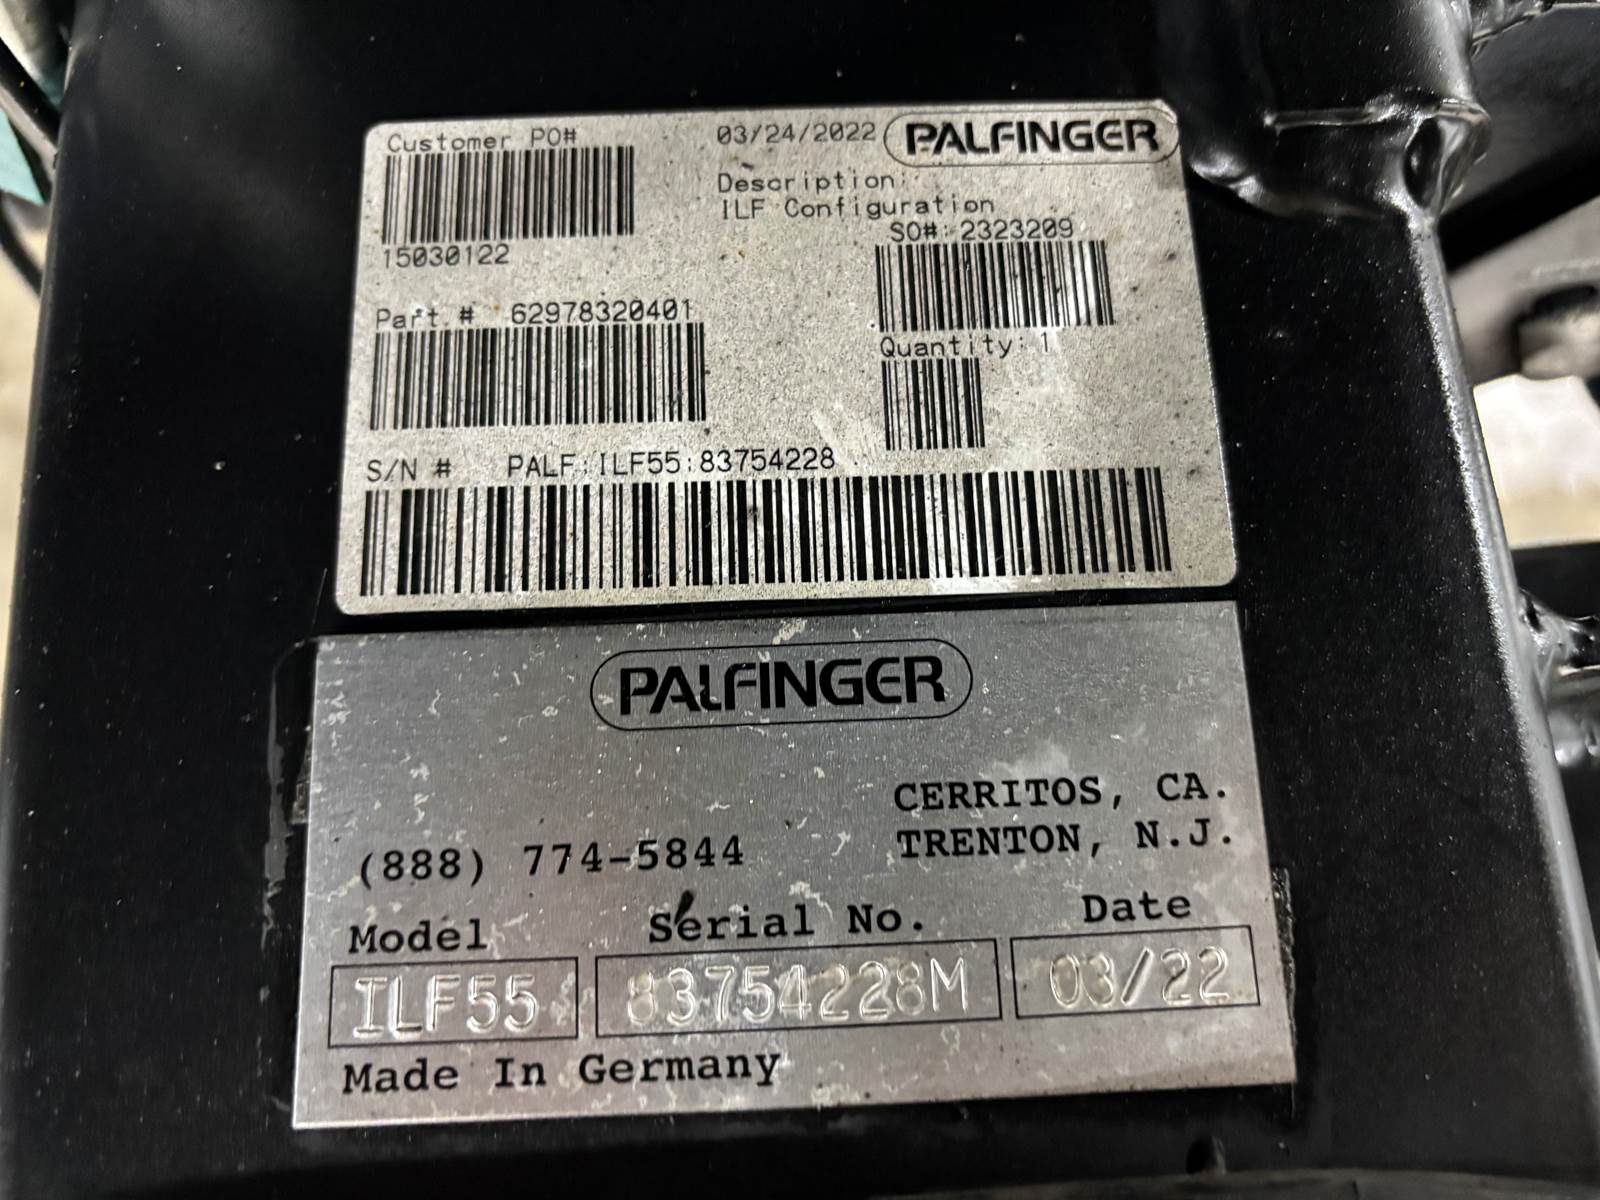 Customer PO#
03/24/2022
PALFINGER
15030122
Description:
ILF Configuration
SO#: 2323209
Part # 62978320401
Quantity: 1
S/N # PALF:ILF55:83754228
PALFINGER
CERRITOS, CA.
(888) 774-5844
TRENTON, N.J.
Model
Serial No.
Date
ILF55
83754228M
03/22
Made In Germany